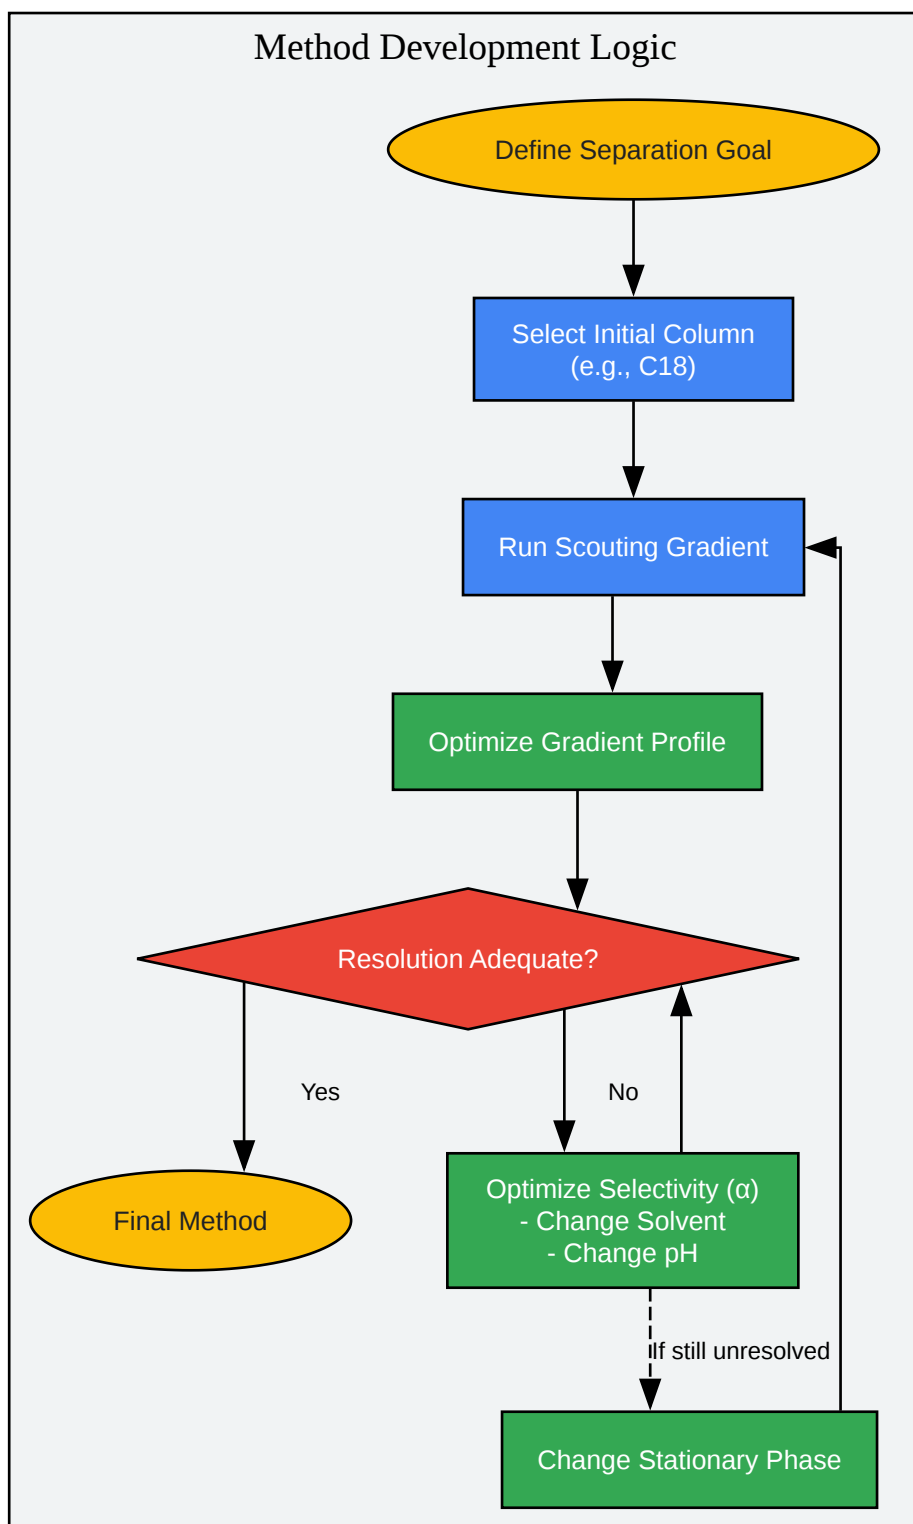 Method Development Logic
Define Separation Goal
Select Initial Column
(e.g., C18)
Run Scouting Gradient
Optimize Gradient Profile
Resolution Adequate?
Yes
No
Optimize Selectivity (α)
- Change Solvent
- Change pH
Final Method
If still unresolved
Change Stationary Phase